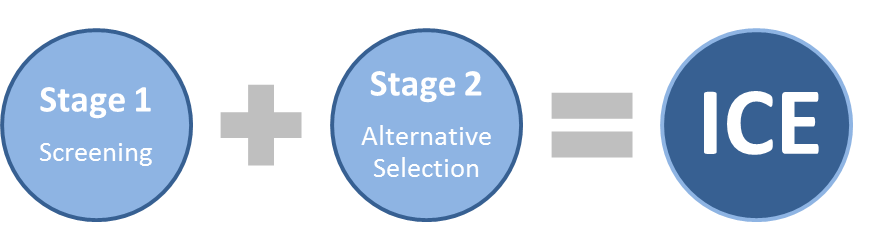 Stage 1
Screening
Stage 2
Alternative
Selection
ICE